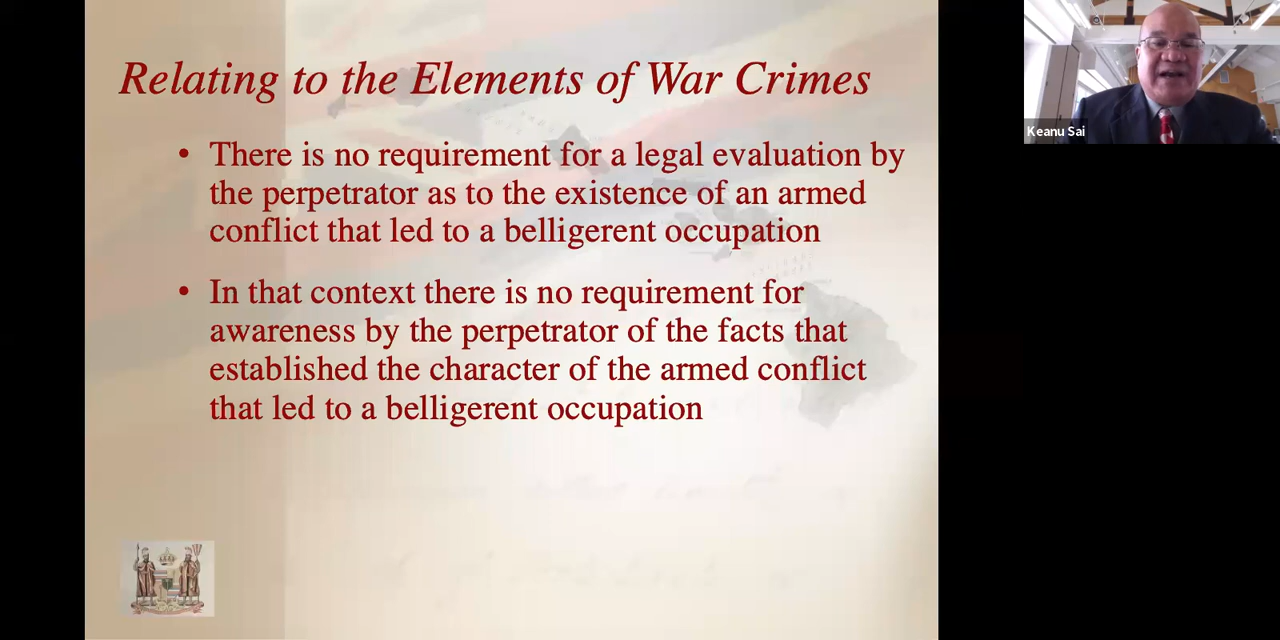 Relating to the Elements of War Crimes
• There is no requirement for a legal evaluation by
the perpetrator as to the existence of an armed
conflict that led to a belligerent occupation
• In that context there is no requirement for
awareness by the perpetrator of the facts that
established the character of the armed conflict
that led to a belligerent occupation
Keanu Sai